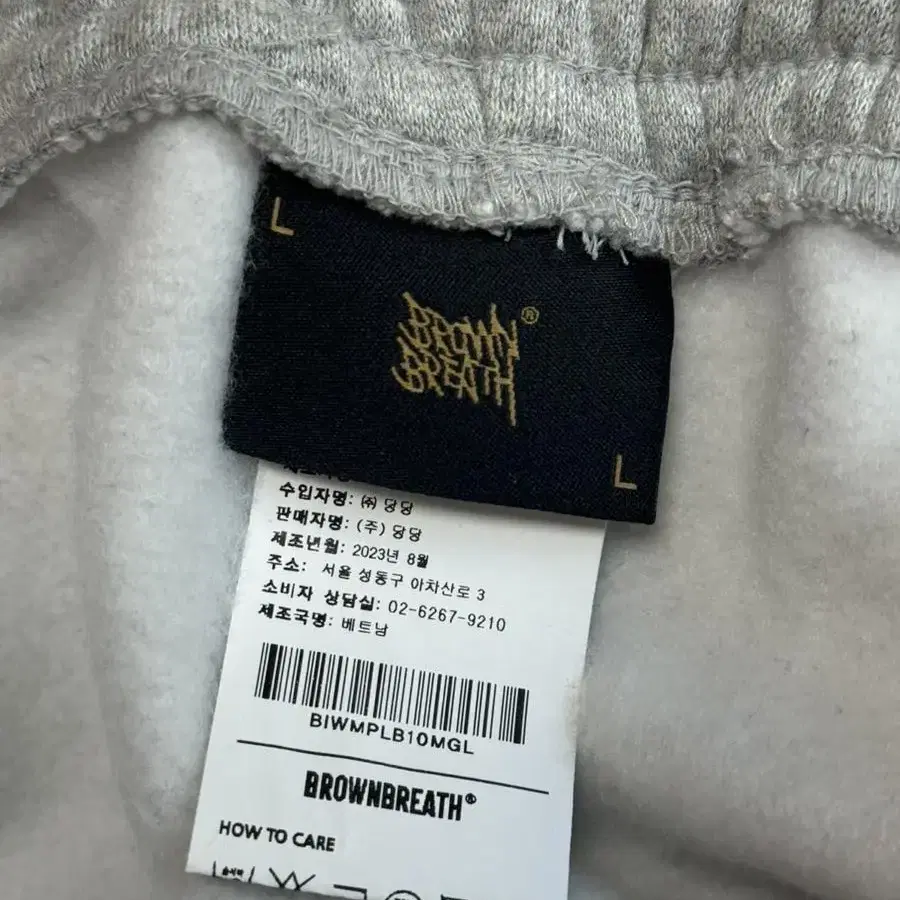 L
BROWN ®
BREATH
L
수입자명: ㈜ 당당
판매자명: (주) 당당
제조년월: 2023년 8월
주소: 서울 성동구 아차산로 3
소비자 상담실: 02-6267-9210
제조국명: 베트남
BIWMPLB10MGL
BROWNBREATH®
HOW TO CARE